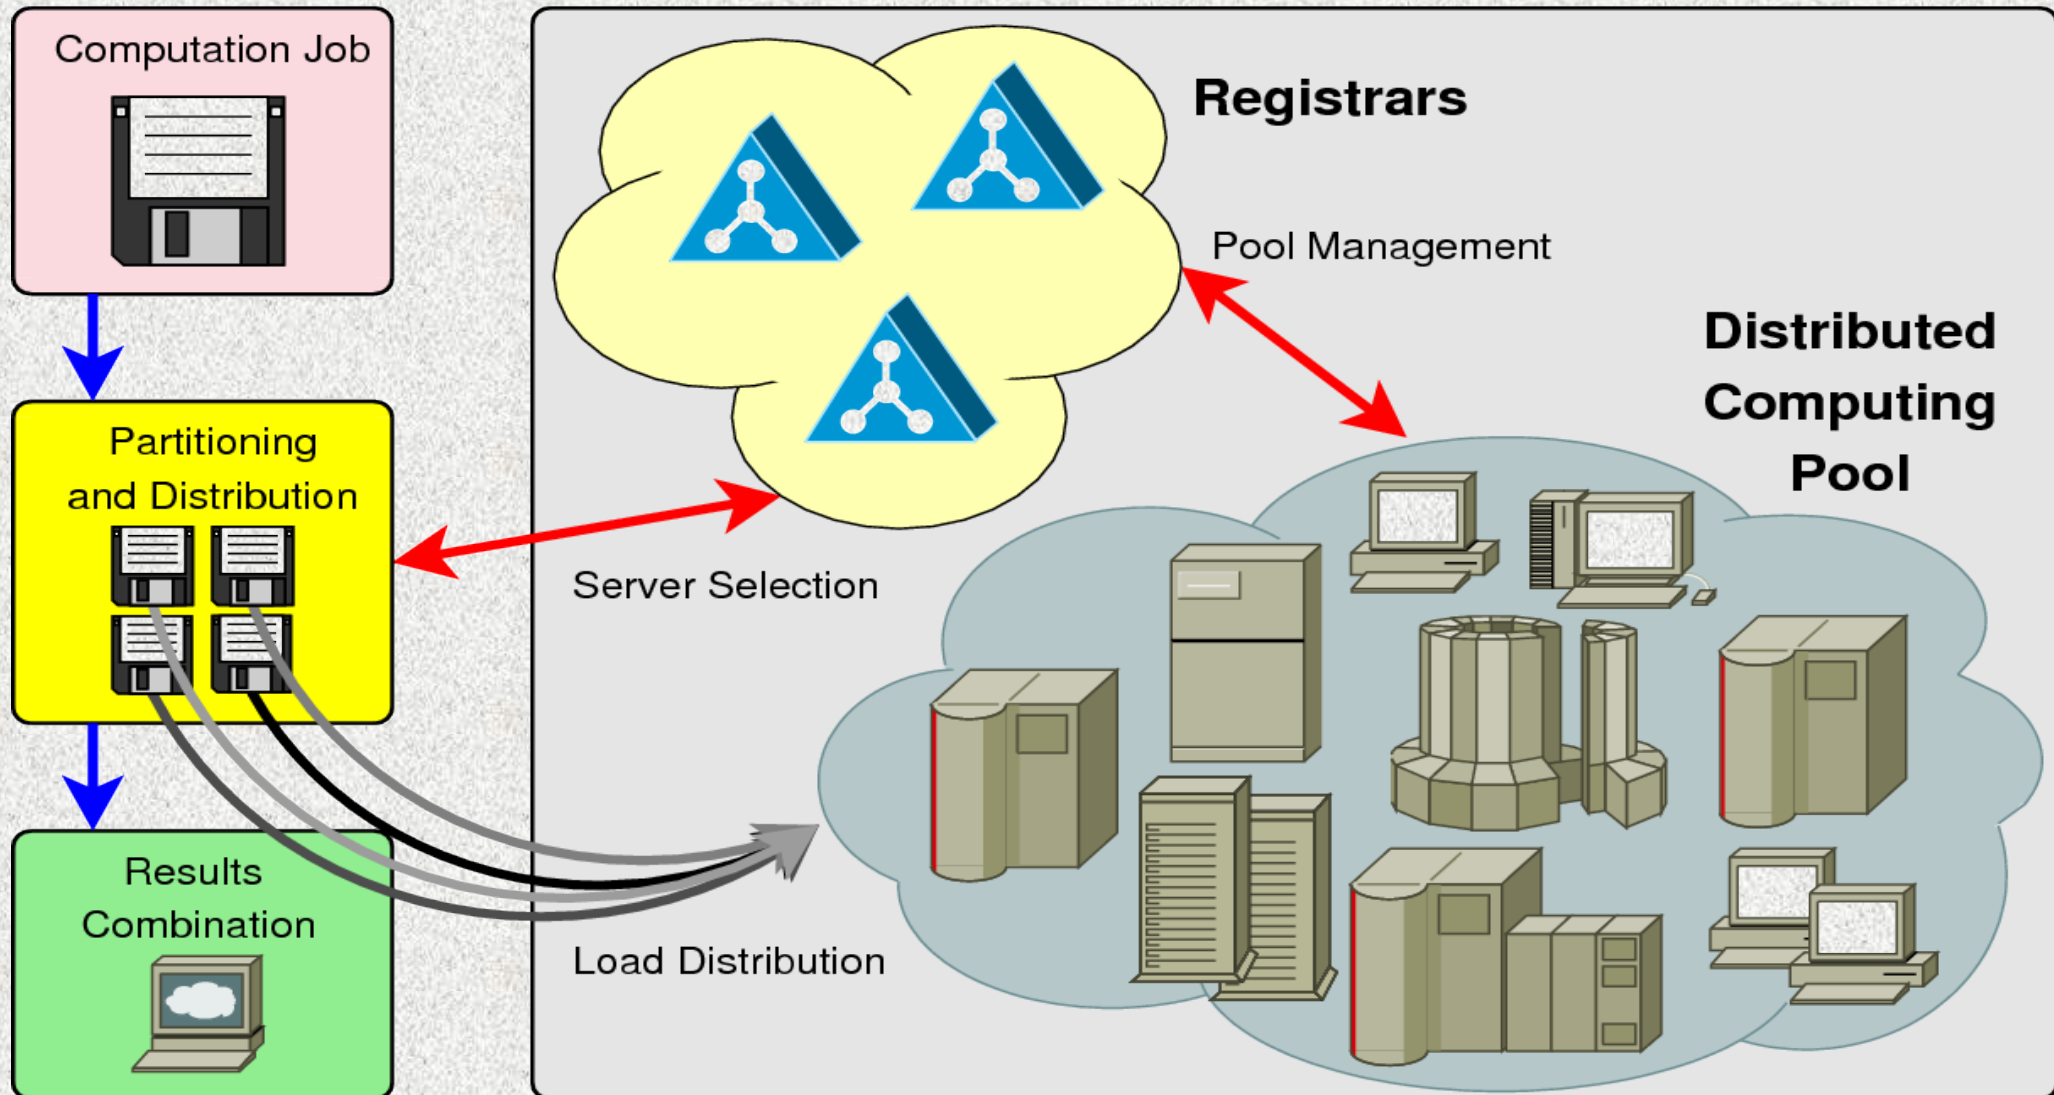 Computation Job
Partitioning
and Distribution
Results
Combination
Registrars
Pool Management
Server Selection
Distributed
Computing
Pool
Load Distribution